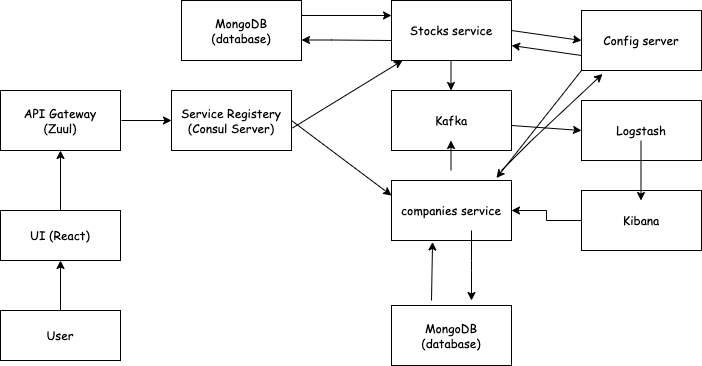 MongoDB
(database)
Stocks service
Config server
API Gateway
(Zuul)
Service Registery
(Consul Server)
Kafka
Logstash
UI (React)
companies service
Kibana
User
MongoDB
(database)